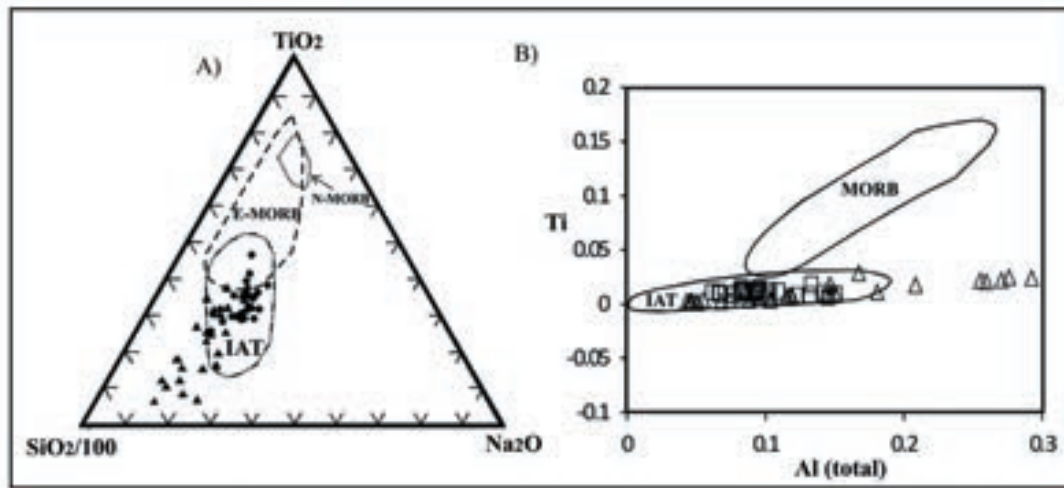 A)
TiO2
N-MORB
E-MORB
IAT
SiO2/100
Na2O
B)
0.2
0.15
0.1
0.05
0
-0.05
-0.1
Ti
MORB
IAT
0
0.1
0.2
0.3
Al (total)